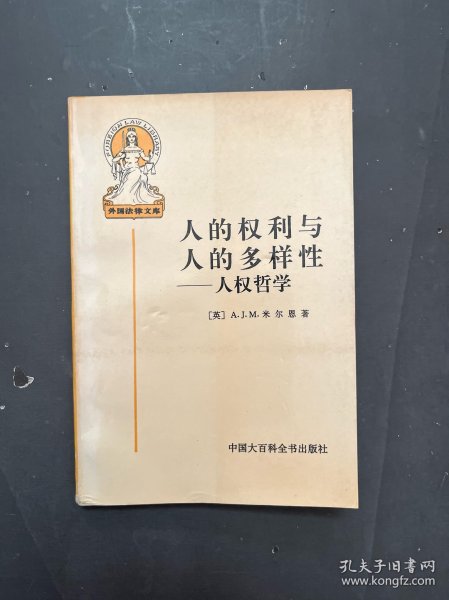 FOREIGN LAW LIBRARY
外国法律文库
人的权利与
人的多样性
——人权哲学
[英] A.J.M.米尔恩著
中国大百科全书出版社
孔夫子旧书网
www.kongfz.com